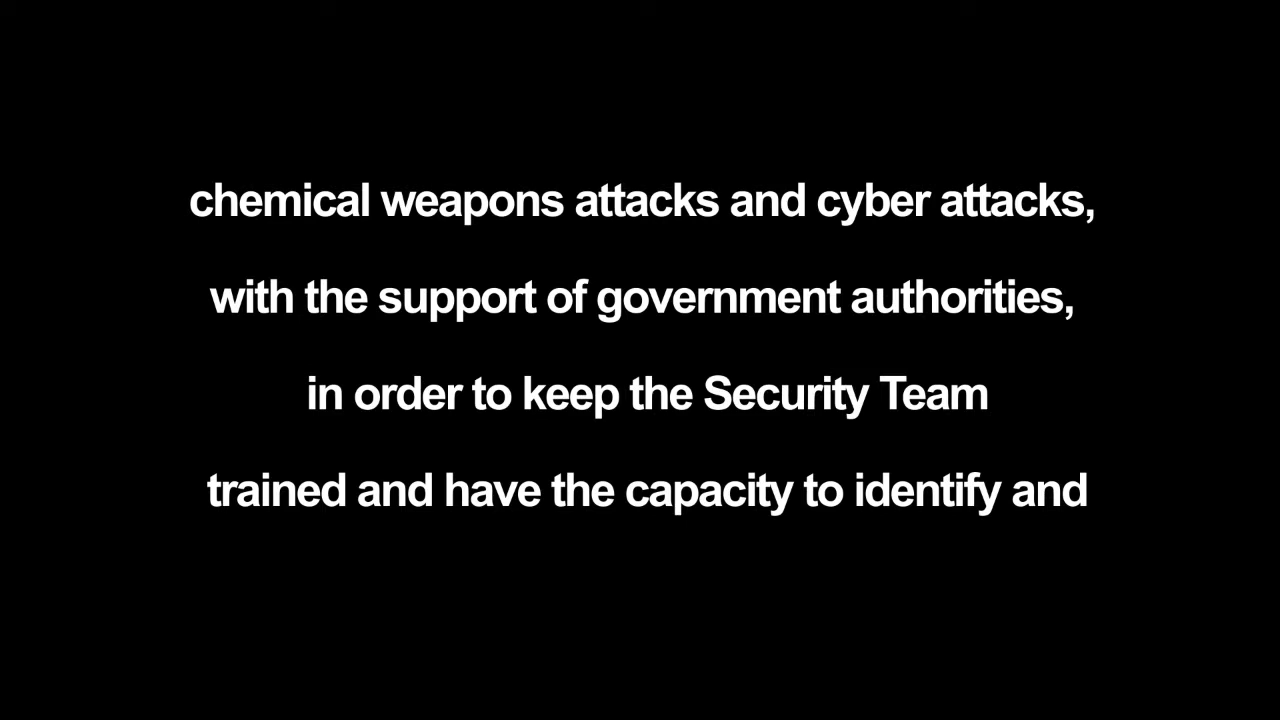 chemical weapons attacks and cyber attacks,
with the support of government authorities,
in order to keep the Security Team
trained and have the capacity to identify and